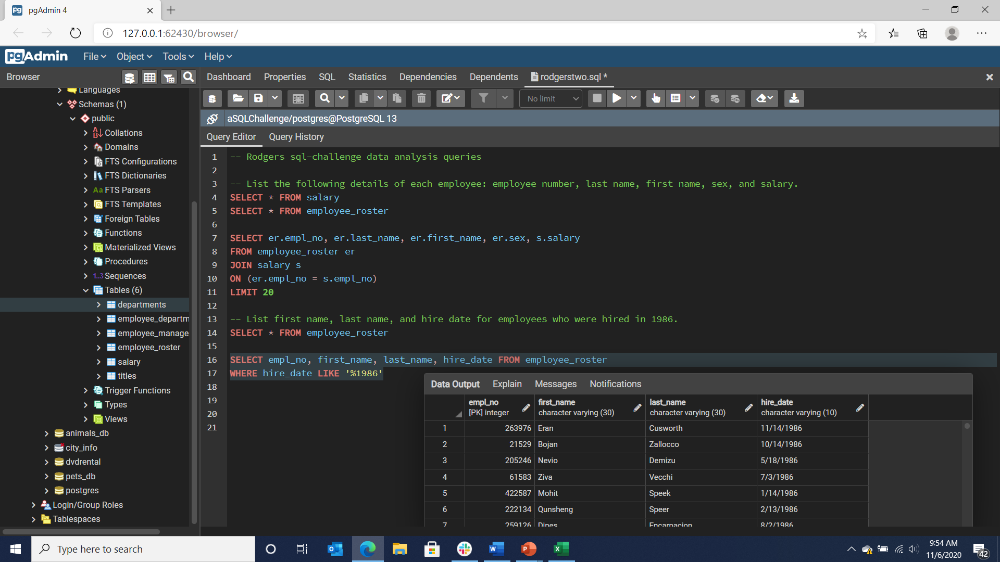 pgAdmin 4
127.0.0.1:62430/browser/
pgAdmin File Object Tools Help
Browser
Dashboard Properties SQL Statistics Dependencies Dependents rodgerstwo.sql *
No limit
aSQLChallenge/postgres@PostgreSQL 13
Query Editor Query History
Languages
Schemas (1)
public
Collations
Domains
FTS Configurations
FTS Dictionaries
Aa FTS Parsers
FTS Templates
Foreign Tables
Functions
Materialized Views
Procedures
1..3 Sequences
Tables (6)
departments
employee_departm
employee_manage
employee_roster
salary
titles
Trigger Functions
Types
Views
animals_db
city_info
dvdrental
pets_db
postgres
Login/Group Roles
Tablespaces
1 -- Rodgers sql-challenge data analysis queries
2
3 -- List the following details of each employee: employee number, last name, first name, sex, and salary.
4 SELECT * FROM salary
5 SELECT * FROM employee_roster
6
7 SELECT er.empl_no, er.last_name, er.first_name, er.sex, s.salary
8 FROM employee_roster er
9 JOIN salary s
10 ON (er.empl_no = s.empl_no)
11 LIMIT 20
12
13 -- List first name, last name, and hire date for employees who were hired in 1986.
14 SELECT * FROM employee_roster
15
16 SELECT empl_no, first_name, last_name, hire_date FROM employee_roster
17 WHERE hire_date LIKE '%1986'
18
19
20
21
Data Output Explain Messages Notifications
empl_no first_name last_name hire_date
[PK] integer character varying (30) character varying (30) character varying (10)
1 263976 Eran Cusworth 11/14/1986
2 21529 Bojan Zallocco 10/14/1986
3 205246 Nevio Demizu 5/18/1986
4 61583 Ziva Vecchi 7/3/1986
5 422587 Mohit Speek 1/14/1986
6 222134 Qunsheng Speer 2/13/1986
7 259126 Dines Encarnacion 8/2/1986
Type here to search
9:54 AM
11/6/2020
42